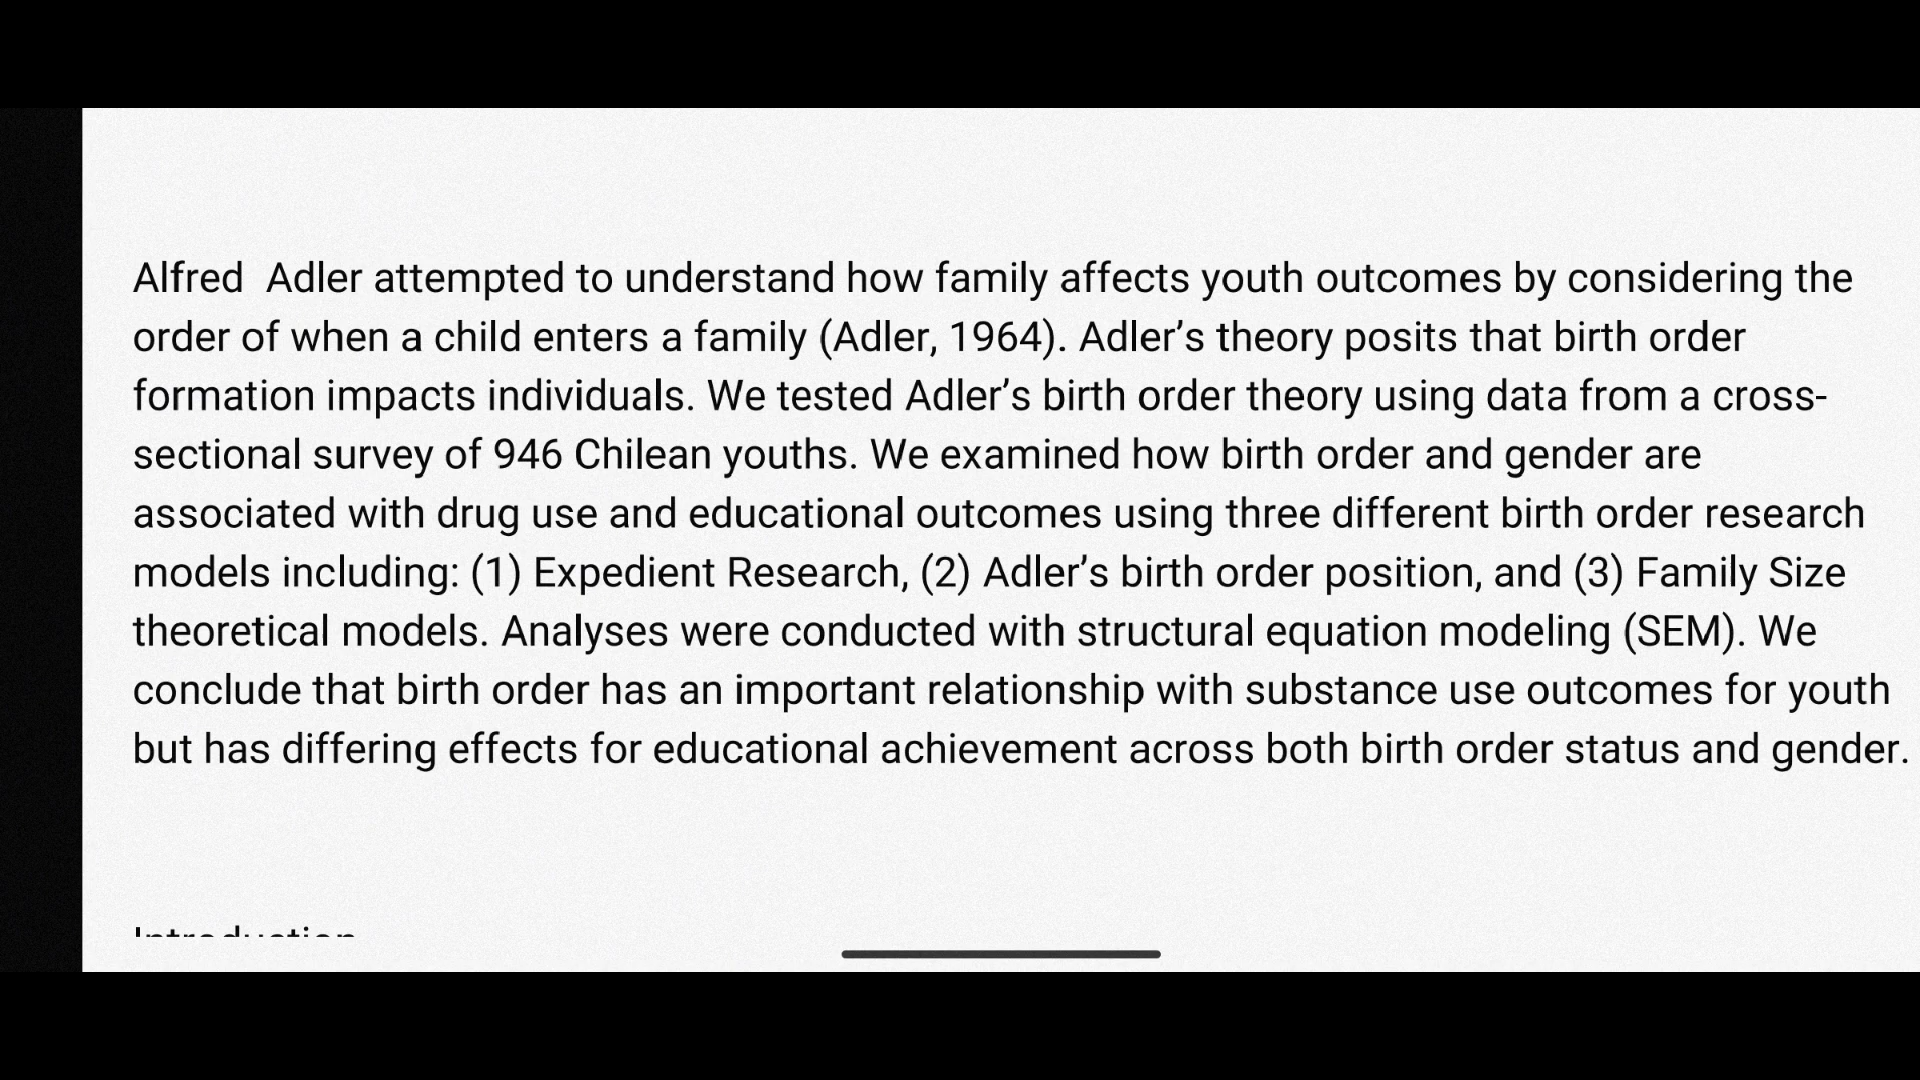 Alfred  Adler attempted to understand how family affects youth outcomes by considering the
order of when a child enters a family (Adler, 1964). Adler’s theory posits that birth order
formation impacts individuals. We tested Adler’s birth order theory using data from a cross-
sectional survey of 946 Chilean youths. We examined how birth order and gender are
associated with drug use and educational outcomes using three different birth order research
models including: (1) Expedient Research, (2) Adler’s birth order position, and (3) Family Size
theoretical models. Analyses were conducted with structural equation modeling (SEM). We
conclude that birth order has an important relationship with substance use outcomes for youth
but has differing effects for educational achievement across both birth order status and gender.
Introduction